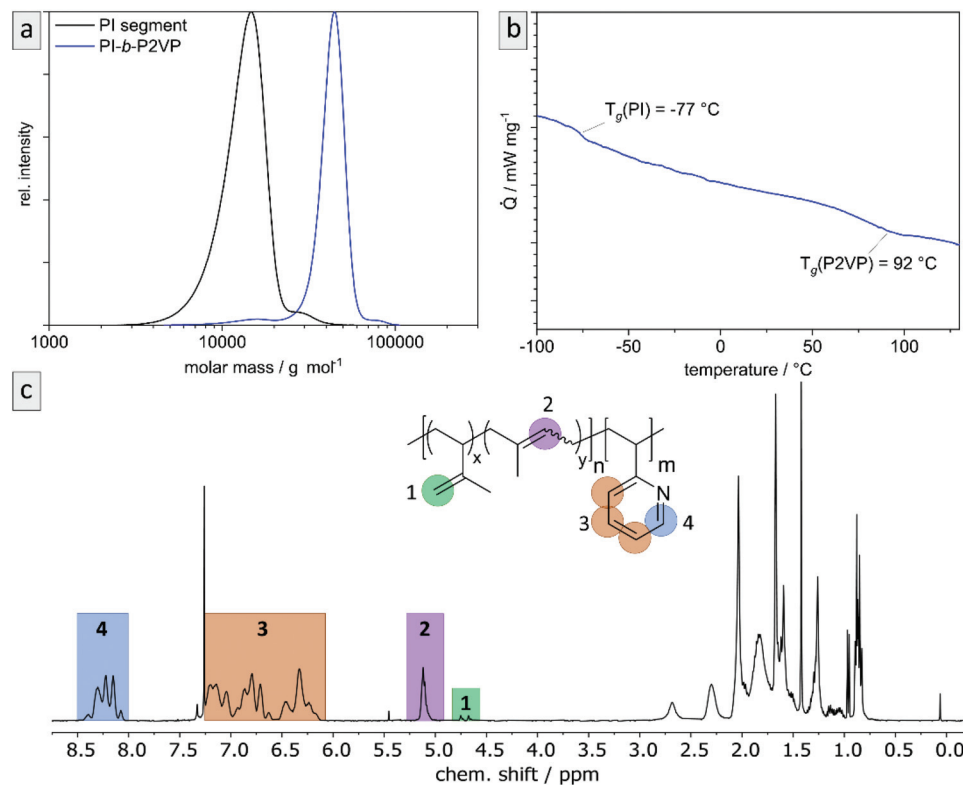 a
PI segment
PI-b-P2VP
rel. intensity
1000
10000
100000
molar mass / g mol⁻¹
b
Tg(PI) = -77 °C
Tg(P2VP) = 92 °C
Q̇ / mW mg⁻¹
-100
-50
0
50
100
temperature / °C
c
2
x
y
n
m
1
N
3
4
4
3
2
1
8.5
8.0
7.5
7.0
6.5
6.0
5.5
5.0
4.5
4.0
3.5
3.0
2.5
2.0
1.5
1.0
0.5
0.0
chem. shift / ppm